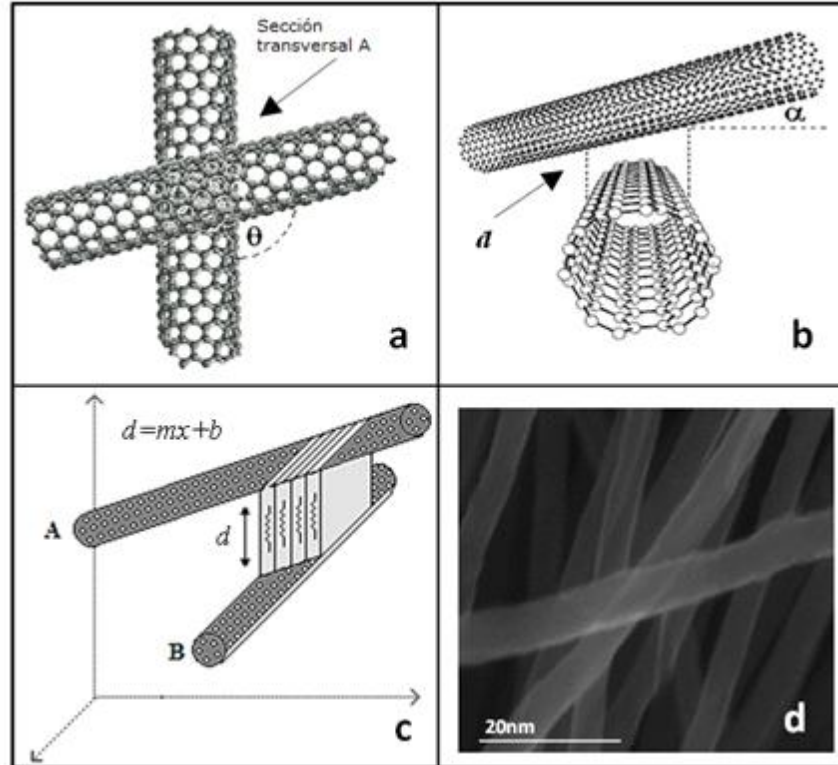 Sección
transversal A
θ
a
α
d
b
d=mx+b
A
d
B
c
20nm
d